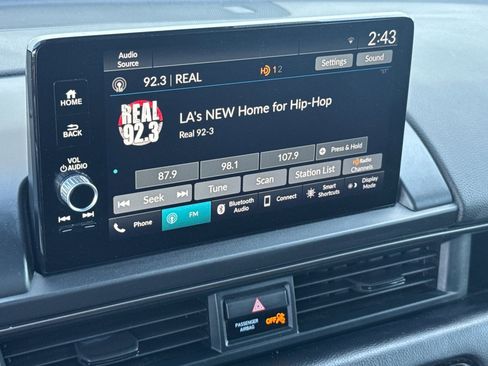 Audio
Source
2:43
92.3 | REAL
HD 1 2
Settings
Sound
HOME
BACK
VOL
AUDIO
REAL
92.3
LA's NEW Home for Hip-Hop
Real 92-3
87.9
98.1
107.9
Press & Hold
Seek
Tune
Scan
Station List
HD Radio
Channels
Phone
FM
Bluetooth
Audio
Connect
Smart
Shortcuts
Display
Mode
PASSENGER
AIRBAG
OFF